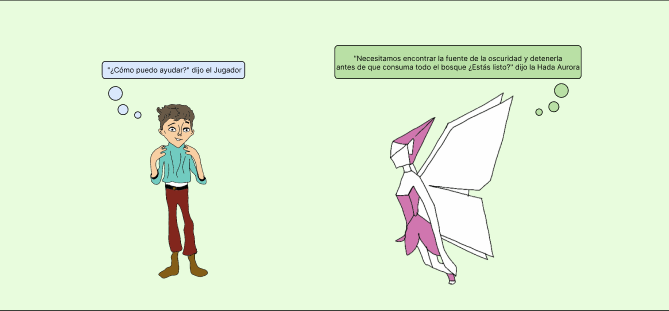 "¿Cómo puedo ayudar?" dijo el Jugador
"Necesitamos encontrar la fuente de la oscuridad y detenerla
antes de que consuma todo el bosque ¿Estás listo?" dijo la Hada Aurora